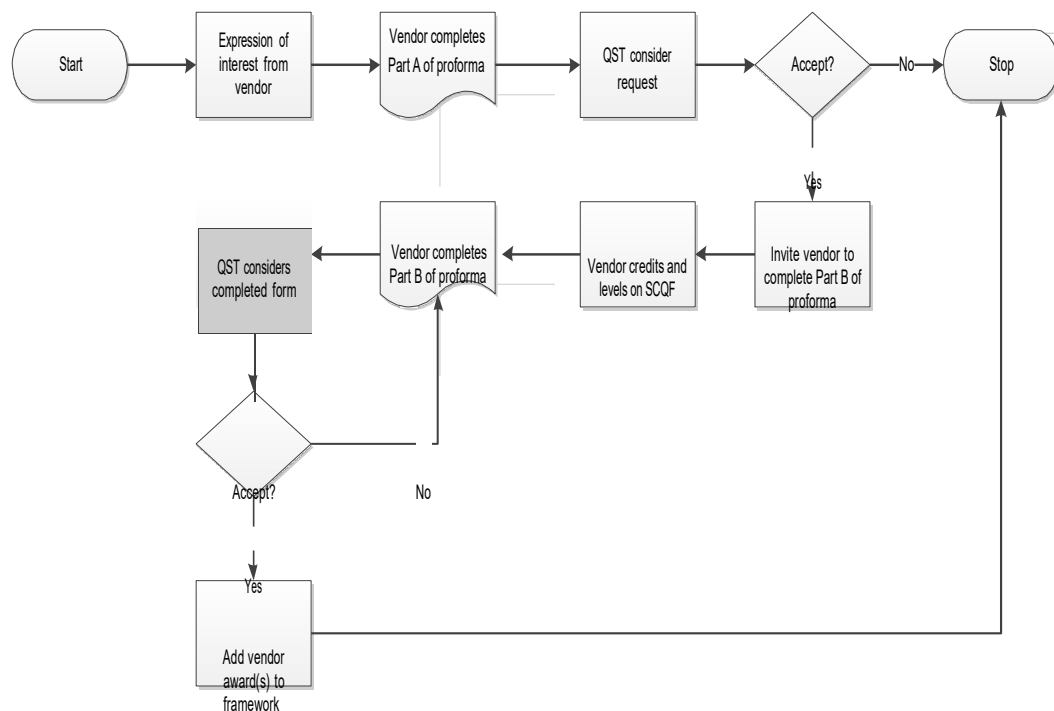 Start
Expression of
interest from
vendor
Vendor completes
Part A of proforma
QST consider
request
Accept?
No
Stop
Yes
Invite vendor to
complete Part B of
proforma
Vendor credits and
levels on SCQF
Vendor completes
Part B of proforma
QST considers
completed form
Accept?
No
Yes
Add vendor
award(s) to
framework